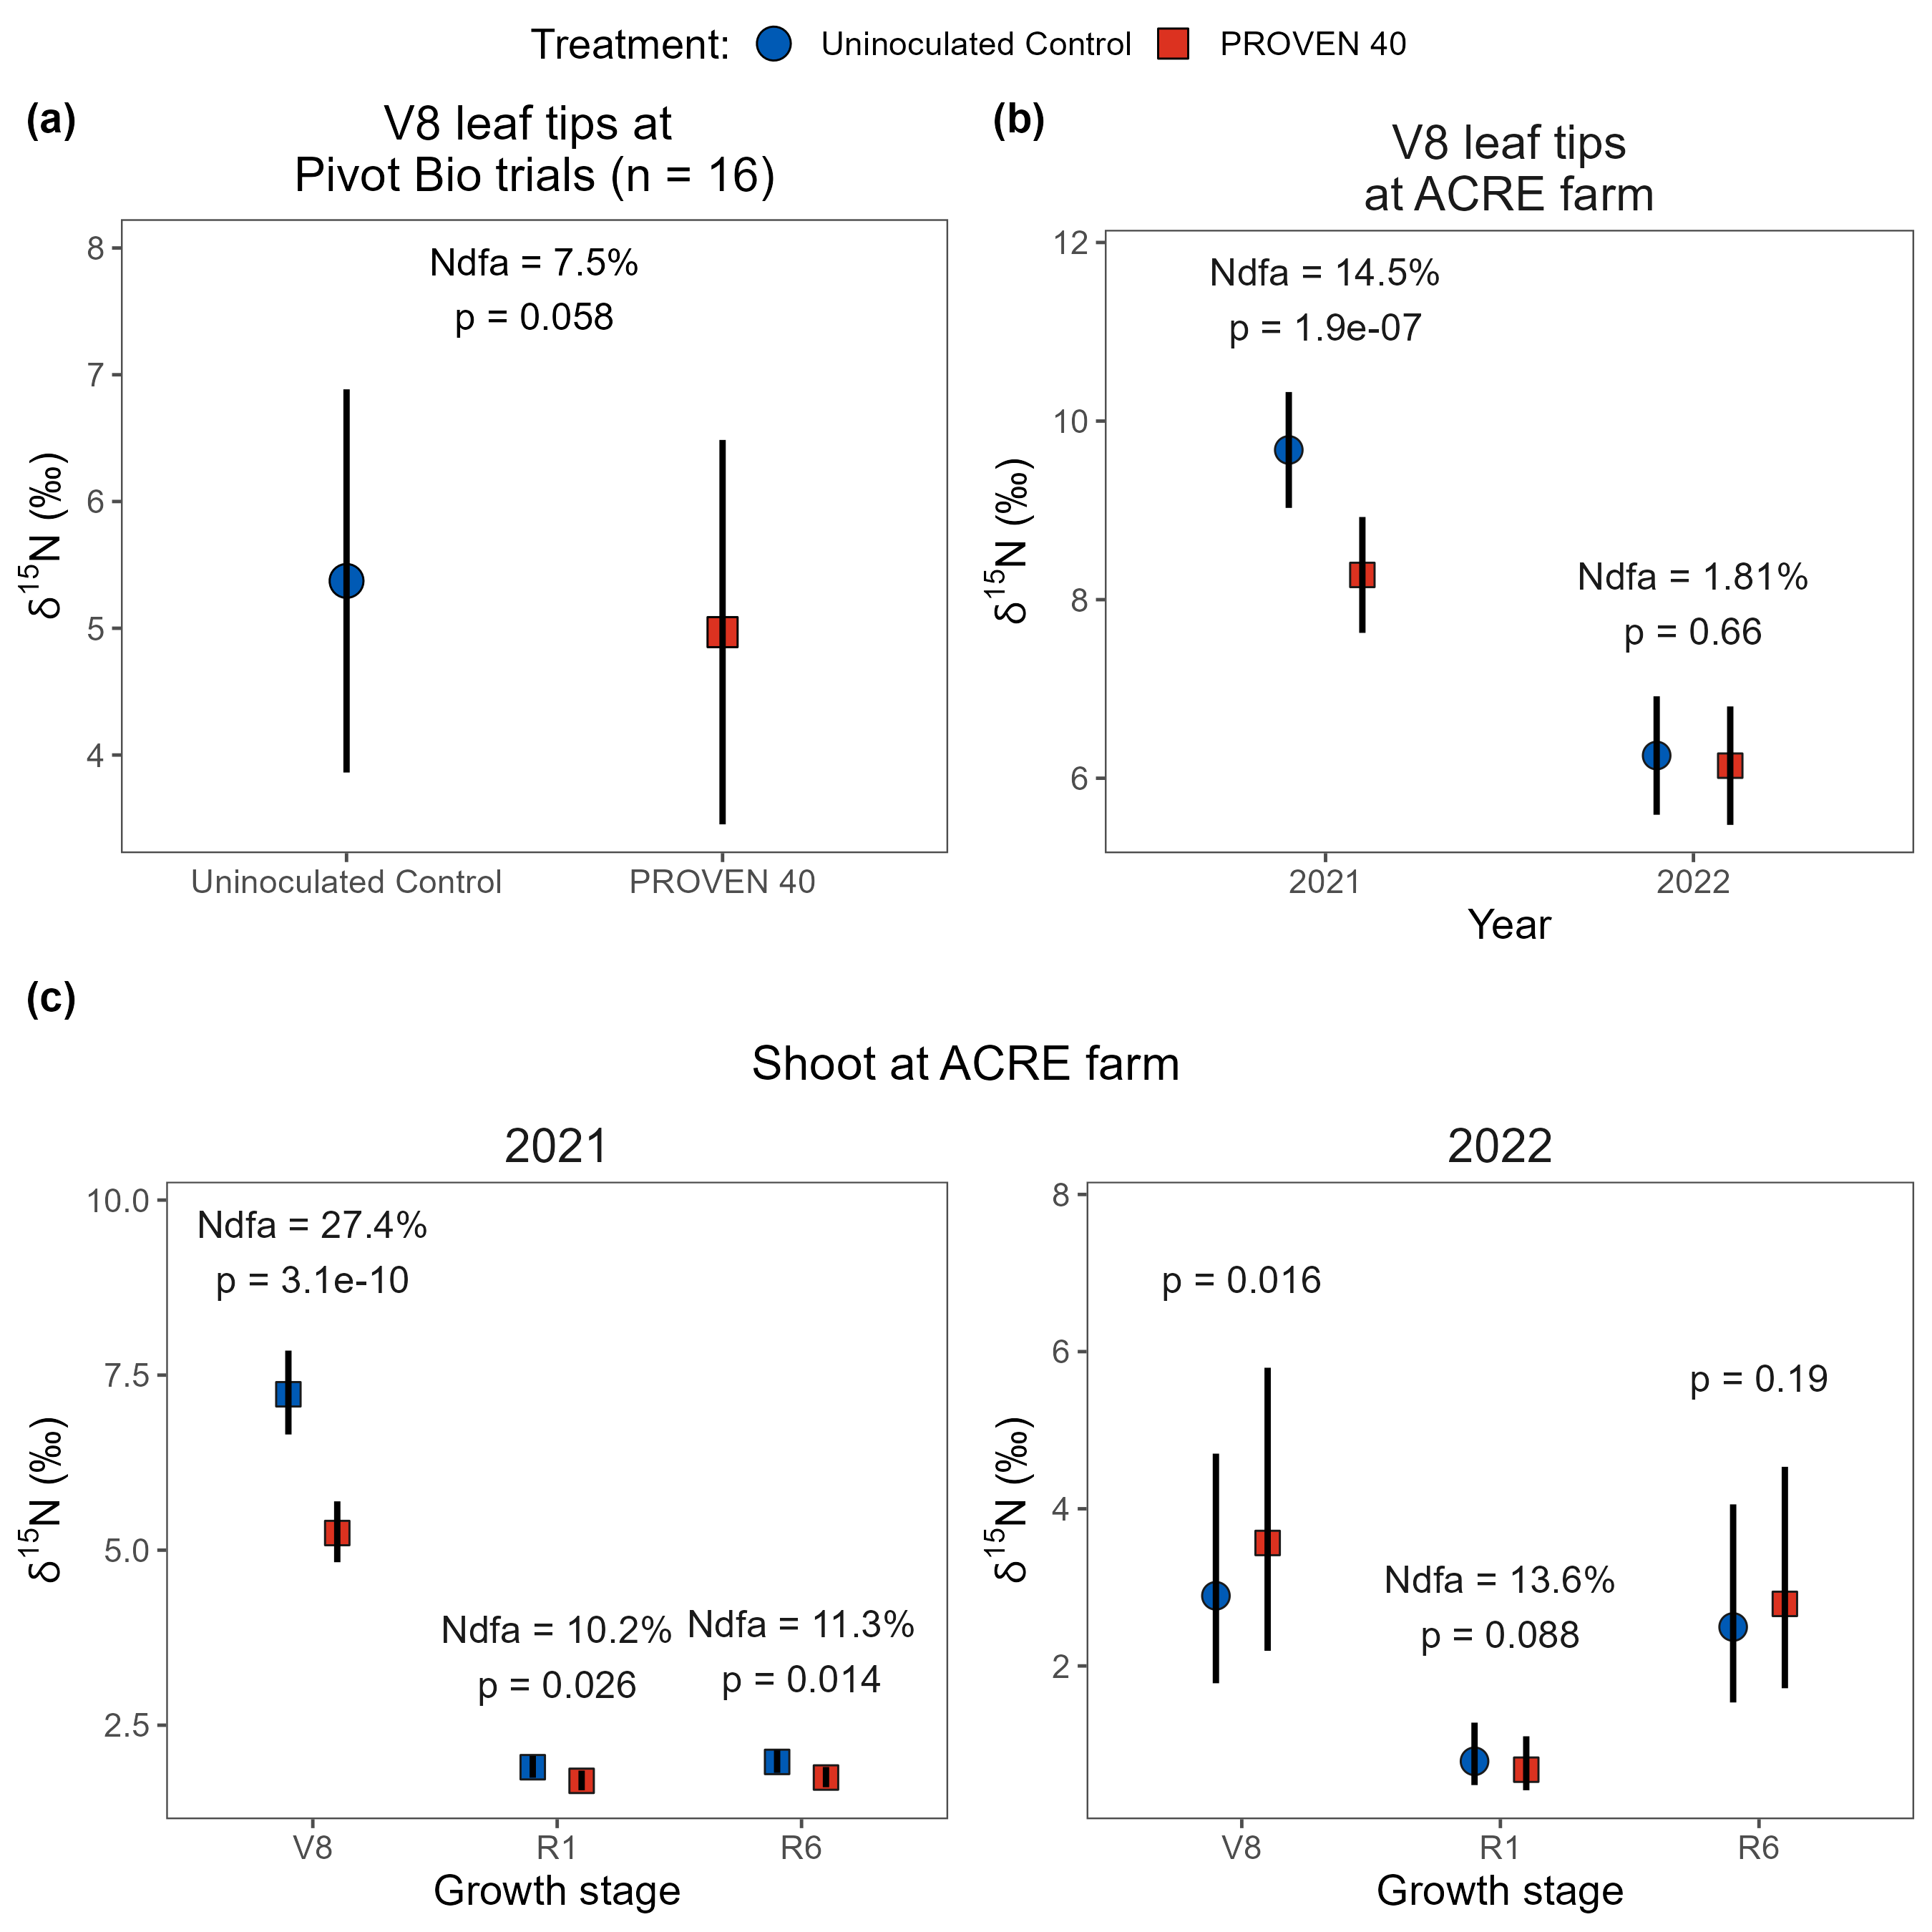 Treatment: Uninoculated Control PROVEN 40
(a)
V8 leaf tips at
Pivot Bio trials (n = 16)
Ndfa = 7.5%
p = 0.058
8
7
6
5
4
δ¹⁵N (‰)
Uninoculated Control PROVEN 40
(b)
V8 leaf tips
at ACRE farm
Ndfa = 14.5%
p = 1.9e-07
Ndfa = 1.81%
p = 0.66
12
10
8
6
δ¹⁵N (‰)
2021 2022
Year
(c)
Shoot at ACRE farm
2021
Ndfa = 27.4%
p = 3.1e-10
Ndfa = 10.2%
p = 0.026
Ndfa = 11.3%
p = 0.014
10.0
7.5
5.0
2.5
δ¹⁵N (‰)
V8 R1 R6
Growth stage
2022
p = 0.016
Ndfa = 13.6%
p = 0.088
p = 0.19
8
6
4
2
δ¹⁵N (‰)
V8 R1 R6
Growth stage